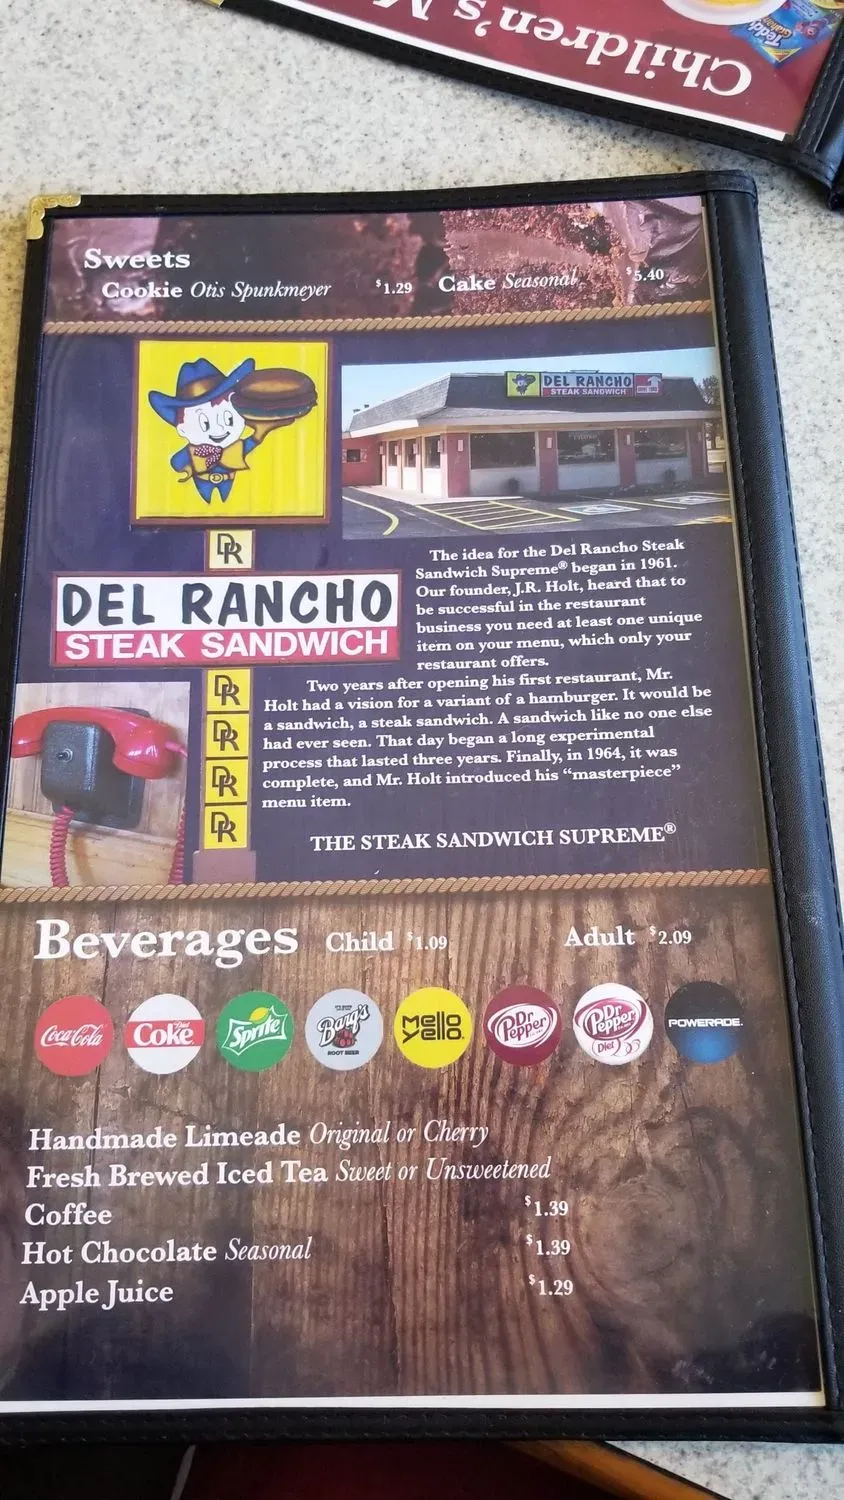 Children's M
Teddy
Graham
Sweets
Cookie Otis Spunkmeyer $1.29 Cake Seasonal $5.40
DEL RANCHO
STEAK SANDWICH
DR
DEL RANCHO
STEAK SANDWICH
DR
DR
DR
DR
The idea for the Del Rancho Steak
Sandwich Supreme® began in 1961.
Our founder, J.R. Holt, heard that to
be successful in the restaurant
business you need at least one unique
item on your menu, which only your
restaurant offers.
Two years after opening his first restaurant, Mr.
Holt had a vision for a variant of a hamburger. It would be
a sandwich, a steak sandwich. A sandwich like no one else
had ever seen. That day began a long experimental
process that lasted three years. Finally, in 1964, it was
complete, and Mr. Holt introduced his “masterpiece”
menu item.
THE STEAK SANDWICH SUPREME®
Beverages Child $1.09 Adult $2.09
Coca-Cola
Diet
Coke
Sprite
Barq's
ROOT BEER
Mello
Yello
Dr
Pepper
Dr
Pepper
Diet
POWERADE
Handmade Limeade Original or Cherry
Fresh Brewed Iced Tea Sweet or Unsweetened
Coffee $1.39
Hot Chocolate Seasonal $1.39
Apple Juice $1.29